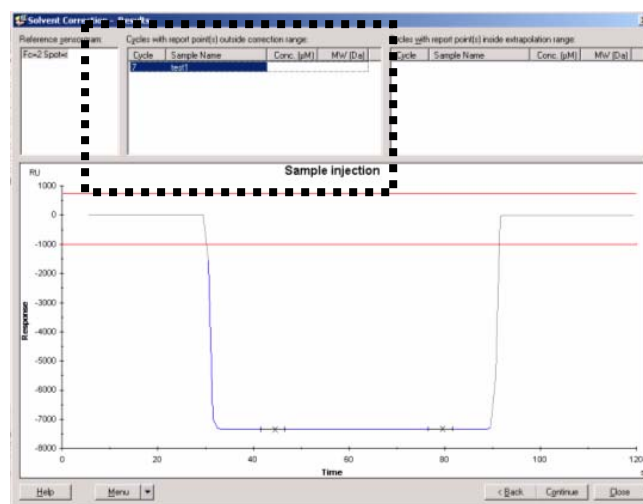 Solvent Correction - Results
Reference sensorgram:
Fc=2 Spot=r
Cycles with report point(s) outside correction range:
Cycle Sample Name Conc. (µM) MW (Da)
7 test1
Cycles with report point(s) inside extrapolation range:
Cycle Sample Name Conc. (µM) MW (Da)
Sample injection
RU
1000
0
-1000
-2000
-3000
-4000
-5000
-6000
-7000
-8000
Response
0 20 40 60 80 100 120
Time
s
Help Menu < Back Continue Close